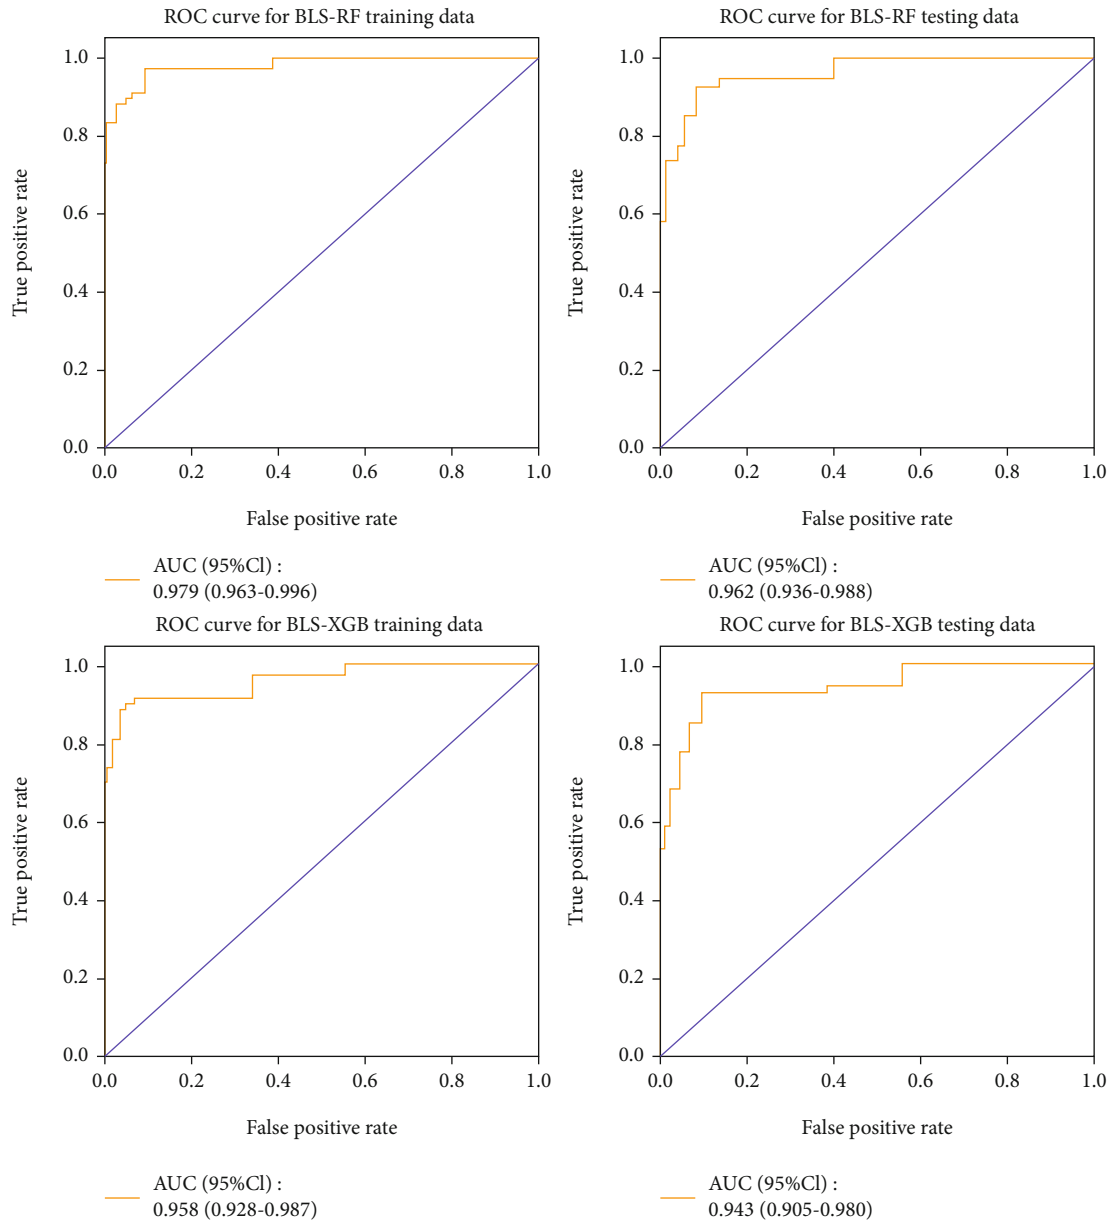 ROC curve for BLS-RF training data
True positive rate
1.0
0.8
0.6
0.4
0.2
0.0
0.0 0.2 0.4 0.6 0.8 1.0
False positive rate
AUC (95%Cl) :
0.979 (0.963-0.996)
ROC curve for BLS-RF testing data
True positive rate
1.0
0.8
0.6
0.4
0.2
0.0
0.0 0.2 0.4 0.6 0.8 1.0
False positive rate
AUC (95%Cl) :
0.962 (0.936-0.988)
ROC curve for BLS-XGB training data
True positive rate
1.0
0.8
0.6
0.4
0.2
0.0
0.0 0.2 0.4 0.6 0.8 1.0
False positive rate
AUC (95%Cl) :
0.958 (0.928-0.987)
ROC curve for BLS-XGB testing data
True positive rate
1.0
0.8
0.6
0.4
0.2
0.0
0.0 0.2 0.4 0.6 0.8 1.0
False positive rate
AUC (95%Cl) :
0.943 (0.905-0.980)